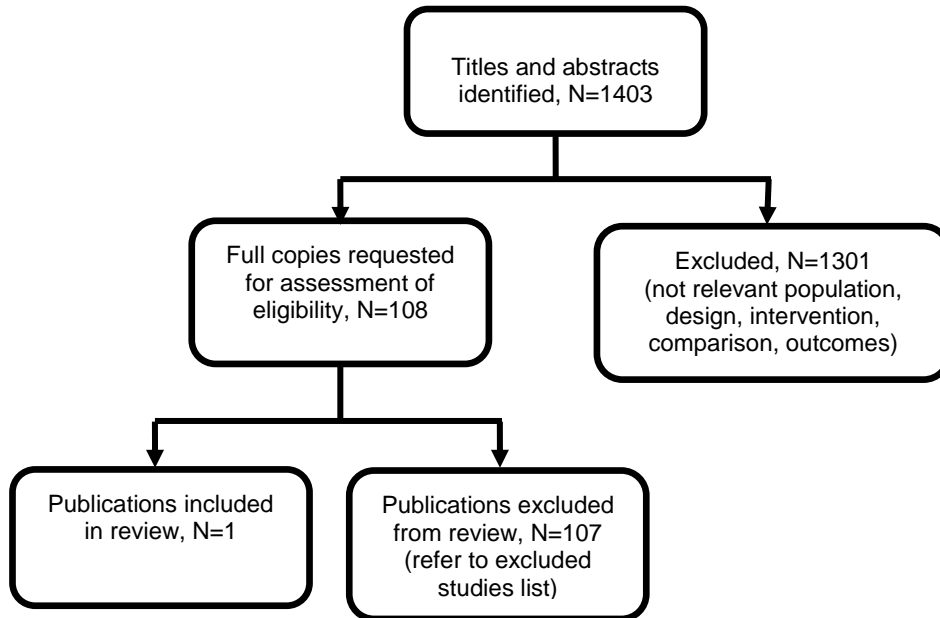 Titles and abstracts
identified, N=1403
Full copies requested
for assessment of
eligibility, N=108
Excluded, N=1301
(not relevant population,
design, intervention,
comparison, outcomes)
Publications included
in review, N=1
Publications excluded
from review, N=107
(refer to excluded
studies list)